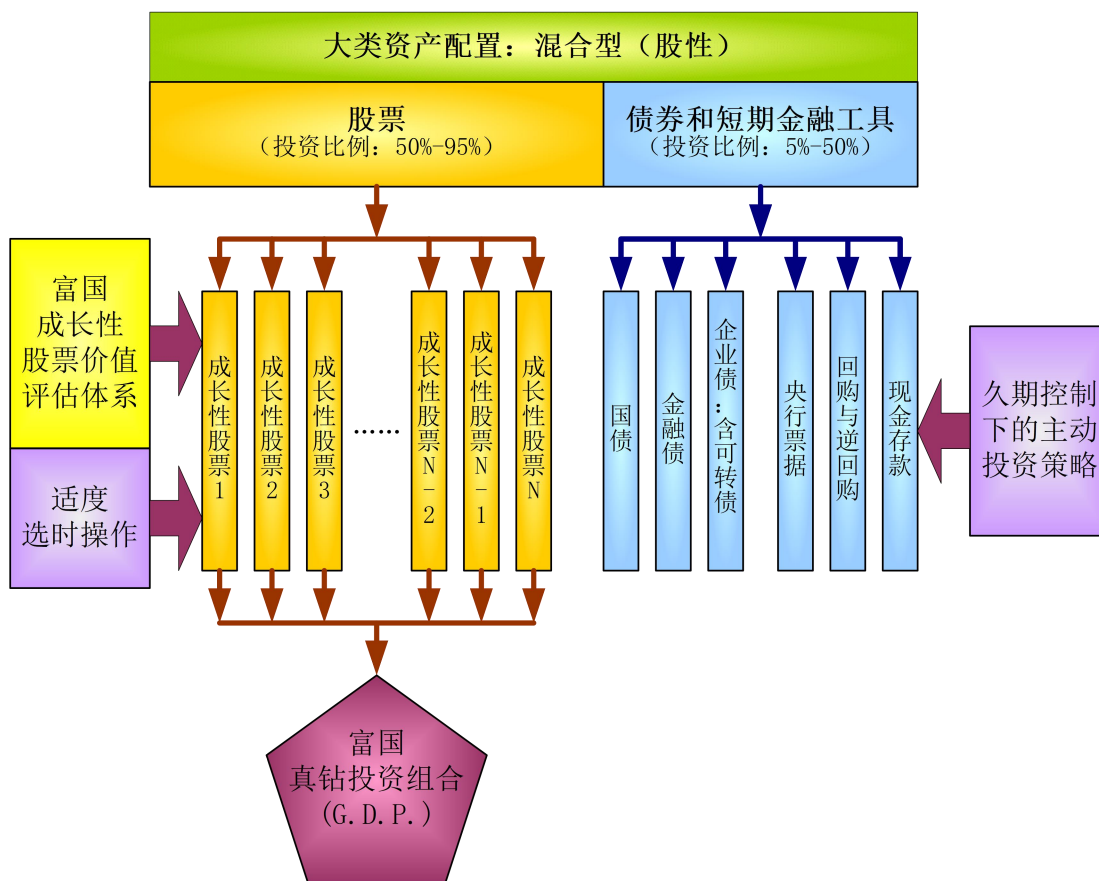 大类资产配置：混合型（股性）
股票
（投资比例：50%-95%）
债券和短期金融工具
（投资比例：5%-50%）
富国
成长性
股票价值
评估体系
适度
选时操作
成长性股票1
成长性股票2
成长性股票3
……
成长性股票N-2
成长性股票N-1
成长性股票N
国债
金融债
企业债：含可转债
央行票据
回购与逆回购
现金存款
久期控制
下的主动
投资策略
富国
真钻投资组合
(G.D.P.)